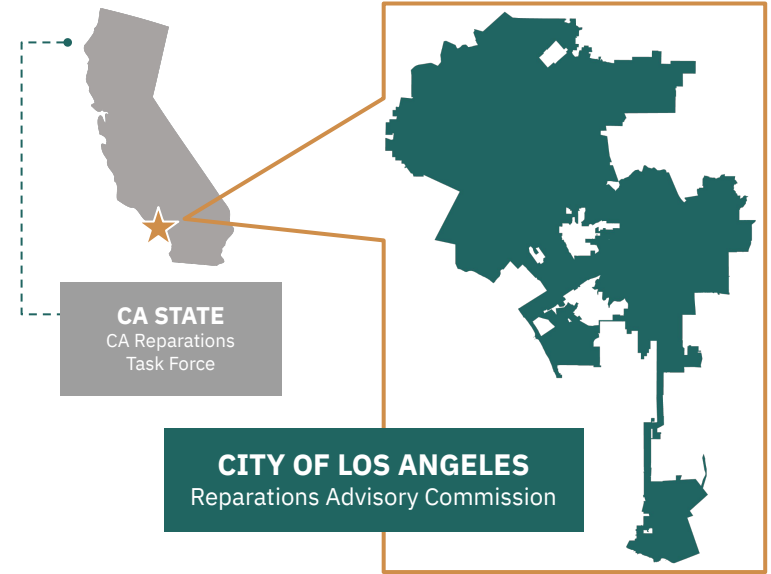 CA STATE
CA Reparations
Task Force
CITY OF LOS ANGELES
Reparations Advisory Commission